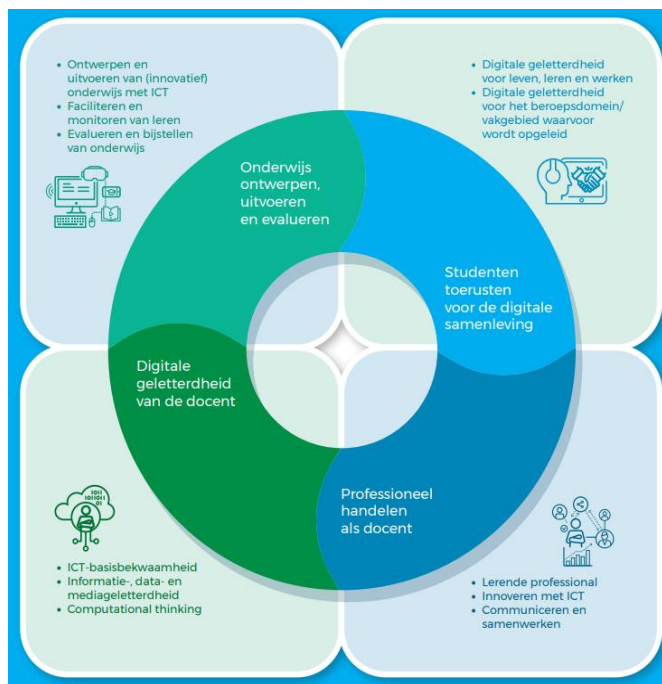 • Ontwerpen en
uitvoeren van (innovatief)
onderwijs met ICT
• Faciliteren en
monitoren van leren
• Evalueren en bijstellen
van onderwijs
• Digitale geletterdheid
voor leven, leren en werken
• Digitale geletterdheid
voor het beroepsdomein/
vakgebied waarvoor
wordt opgeleid
Onderwijs
ontwerpen,
uitvoeren
en evalueren
Studenten
toerusten
voor de digitale
samenleving
Digitale
geletterdheid
van de docent
Professioneel
handelen
als docent
• ICT-basisbekwaamheid
• Informatie-, data- en
mediageletterdheid
• Computational thinking
• Lerende professional
• Innoveren met ICT
• Communiceren en
samenwerken